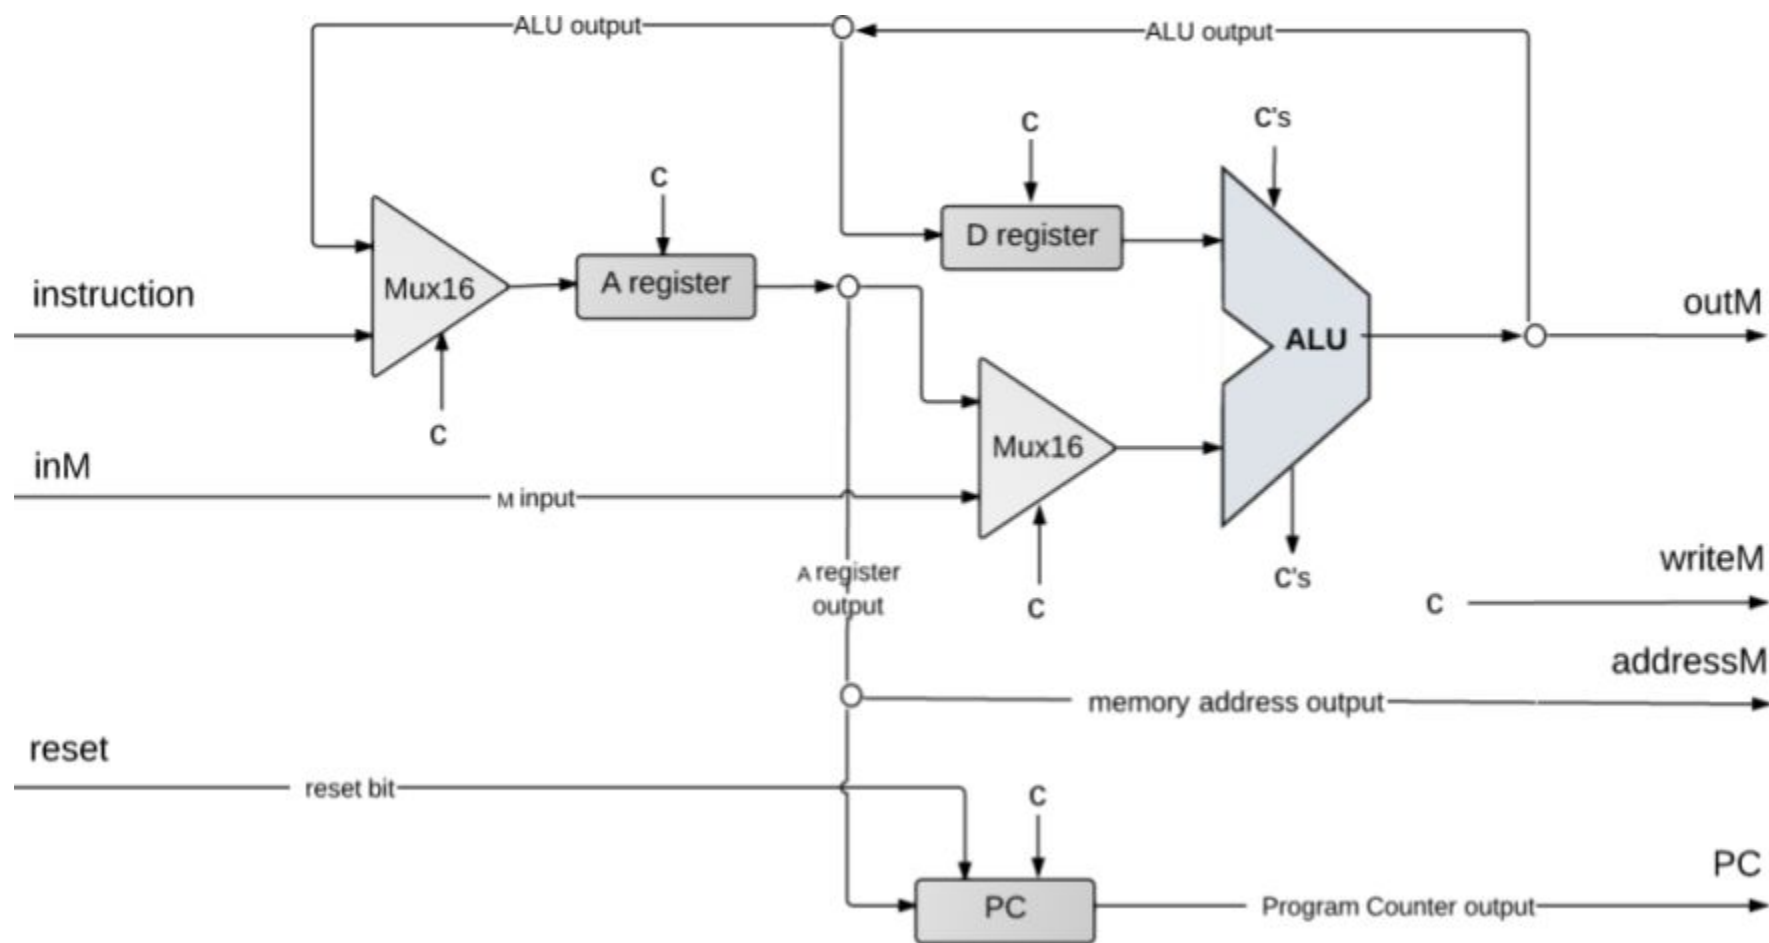 ALU output
ALU output
c
c's
c
D register
Mux16
A register
instruction
outM
ALU
c
Mux16
inM
M input
writeM
A register
output
c's
c
c
addressM
memory address output
reset
reset bit
c
PC
PC
Program Counter output